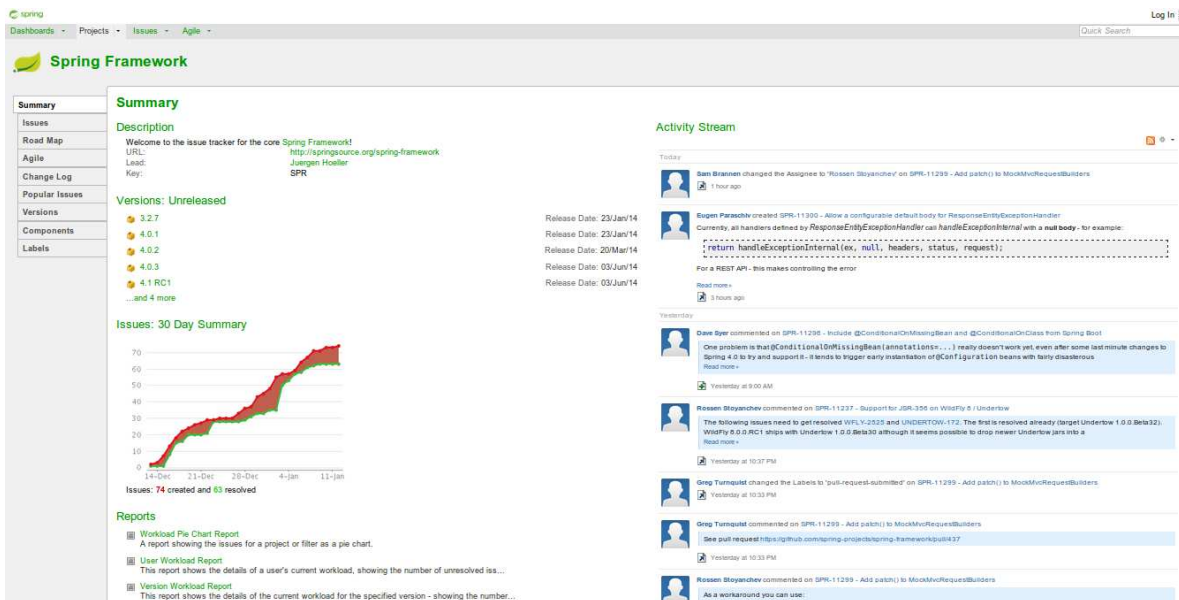 spring
Log In
Dashboards Projects Issues Agile
Quick Search
Spring Framework
Summary
Issues
Road Map
Agile
Change Log
Popular Issues
Versions
Components
Labels
Summary
Description
Welcome to the issue tracker for the core Spring Framework!
URL: http://springsource.org/spring-framework
Lead: Juergen Hoeller
Key: SPR
Versions: Unreleased
3.2.7 Release Date: 23/Jan/14
4.0.1 Release Date: 23/Jan/14
4.0.2 Release Date: 20/Mar/14
4.0.3 Release Date: 03/Jun/14
4.1 RC1 Release Date: 03/Jun/14
...and 4 more
Issues: 30 Day Summary
70
60
50
40
30
20
10
0
14-Dec 21-Dec 28-Dec 4-Jan 11-Jan
Issues: 74 created and 63 resolved
Reports
Workload Pie Chart Report
A report showing the issues for a project or filter as a pie chart.
User Workload Report
This report shows the details of a user's current workload, showing the number of unresolved iss...
Version Workload Report
This report shows the details of the current workload for the specified version - showing the number...
Activity Stream
Today
Sam Brannen changed the Assignee to 'Rossen Stoyanchev' on SPR-11299 - Add patch() to MockMvcRequestBuilders
1 hour ago
Eugen Paraschiv created SPR-11300 - Allow a configurable default body for ResponseEntityExceptionHandler
Currently, all handlers defined by ResponseEntityExceptionHandler call handleExceptionInternal with a null body - for example:
return handleExceptionInternal(ex, null, headers, status, request);
For a REST API - this makes controlling the error
Read more »
3 hours ago
Yesterday
Dave Syer commented on SPR-11296 - Include @ConditionalOnMissingBean and @ConditionalOnClass from Spring Boot
One problem is that @ConditionalOnMissingBean(annotations=...) really doesn't work yet, even after some last minute changes to
Spring 4.0 to try and support it - it tends to trigger early instantiation of @Configuration beans with fairly disastrous
Read more »
Yesterday at 9:00 AM
Rossen Stoyanchev commented on SPR-11237 - Support for JSR-356 on WildFly 8 / Undertow
The following issues need to get resolved WFLY-2525 and UNDERTOW-172. The first is resolved already (target Undertow 1.0.0.Beta32).
WildFly 8.0.0.RC1 ships with Undertow 1.0.0.Beta30 although it seems possible to drop newer Undertow jars into a
Read more »
Yesterday at 10:37 PM
Greg Turnquist changed the Labels to 'pull-request-submitted' on SPR-11299 - Add patch() to MockMvcRequestBuilders
Yesterday at 10:33 PM
Greg Turnquist commented on SPR-11299 - Add patch() to MockMvcRequestBuilders
See pull request https://github.com/spring-projects/spring-framework/pull/437
Yesterday at 10:33 PM
Rossen Stoyanchev commented on SPR-11299 - Add patch() to MockMvcRequestBuilders
As a workaround you can use: